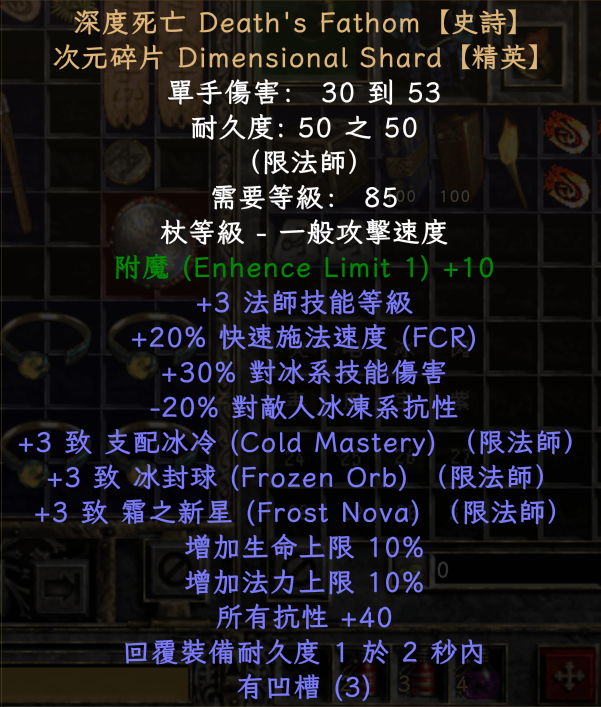 深度死亡 Death's Fathom【史詩】
次元碎片 Dimensional Shard【精英】
單手傷害： 30 到 53
耐久度: 50 之 50
(限法師)
需要等級： 85
杖等級 - 一般攻擊速度
附魔 (Enhence Limit 1) +10
+3 法師技能等級
+20% 快速施法速度 (FCR)
+30% 對冰系技能傷害
-20% 對敵人冰凍系抗性
+3 致 支配冰冷 (Cold Mastery) (限法師)
+3 致 冰封球 (Frozen Orb) (限法師)
+3 致 霜之新星 (Frost Nova) (限法師)
增加生命上限 10%
增加法力上限 10%
所有抗性 +40
回覆裝備耐久度 1 於 2 秒內
有凹槽 (3)